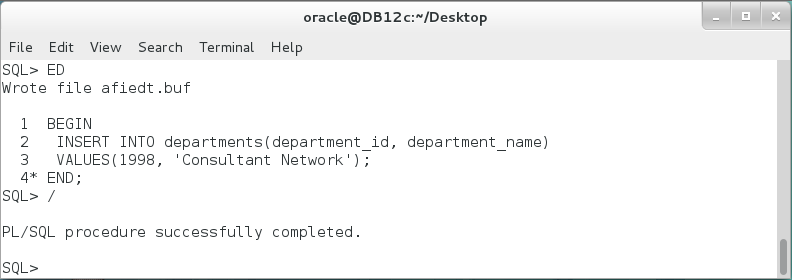 oracle@DB12c:~/Desktop
File Edit View Search Terminal Help
SQL> ED
Wrote file afiedt.buf
1 BEGIN
2 INSERT INTO departments(department_id, department_name)
3 VALUES(1998, 'Consultant Network');
4* END;
SQL> /
PL/SQL procedure successfully completed.
SQL>